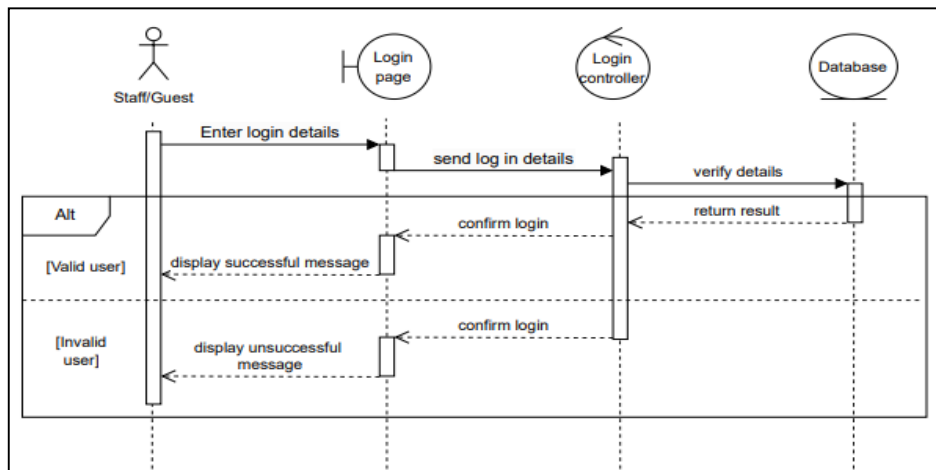 Login
page
Login
controller
Database
Staff/Guest
Enter login details
send log in details
verify details
Alt
return result
confirm login
[Valid user]
display successful message
confirm login
[Invalid
user]
display unsuccessful
message